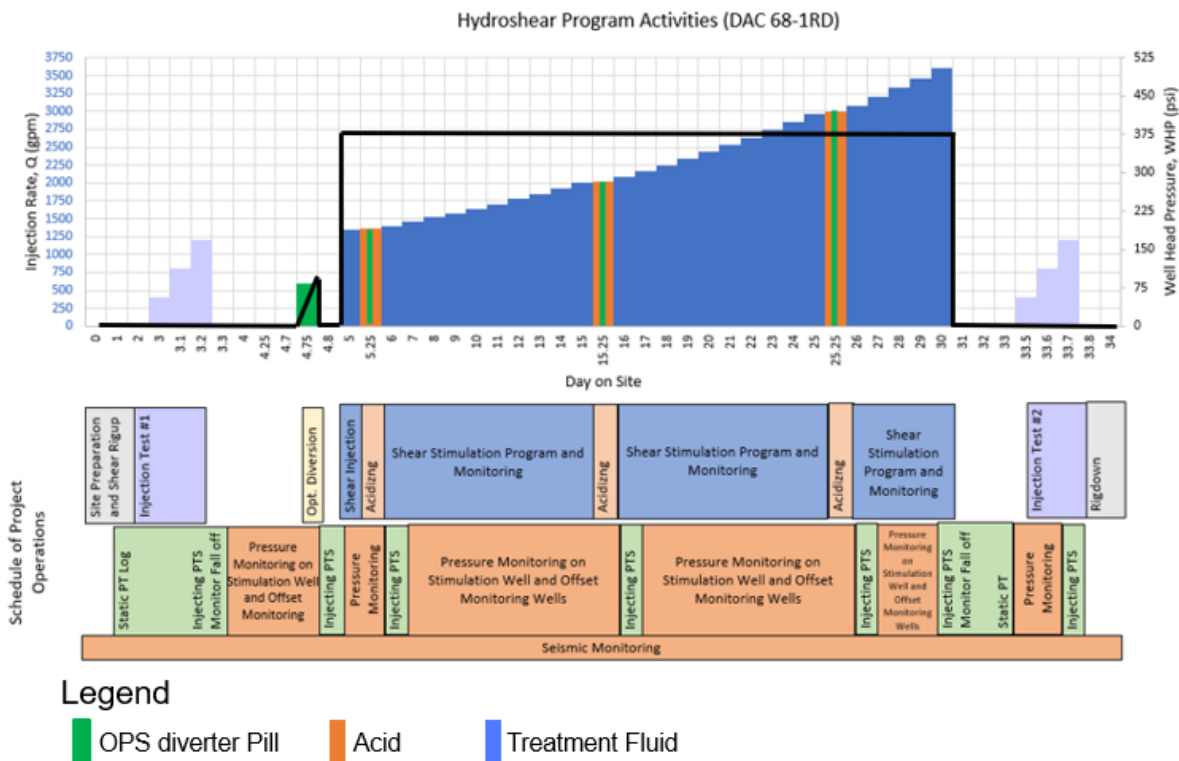 Hydroshear Program Activities (DAC 68-1RD)
Injection Rate, Q (gpm)
3750
3500
3250
3000
2750
2500
2250
2000
1750
1500
1250
1000
750
500
250
0
525
450
375
300
225
150
75
0
Well Head Pressure, WHP (psi)
0 1 2 3 3.1 3.2 3.3 4 4.25 4.7 4.75 4.8 5 5.25 6 7 8 9 10 11 12 13 14 15 15.25 16 17 18 19 20 21 22 23 24 25 25.25 26 27 28 29 30 31 32 33 33.5 33.6 33.7 33.8 34
Day on Site
Schedule of Project
Operations
Site Preparation
and Shear Rigup
Injection Test #1
Opt. Diversion
Shear Injection
Acidizng
Shear Stimulation Program and
Monitoring
Acidizng
Shear Stimulation Program and
Monitoring
Acidizng
Shear
Stimulation
Program and
Monitoring
Injection Test #2
Rigdown
Static PT Log
Injecting PTS
Monitor Fall off
Pressure
Monitoring on
Stimulation Well
and Offset
Monitoring
Injecting PTS
Pressure
Monitoring
Injecting PTS
Pressure Monitoring on
Stimulation Well and Offset
Monitoring Wells
Injecting PTS
Pressure Monitoring on
Stimulation Well and Offset
Monitoring Wells
Injecting PTS
Pressure
Monitoring
on
Stimulation
Well and
Offset
Monitoring
Wells
Injecting PTS
Monitor Fall off
Static PT
Pressure
Monitoring
Injecting PTS
Seismic Monitoring
Legend
OPS diverter Pill
Acid
Treatment Fluid